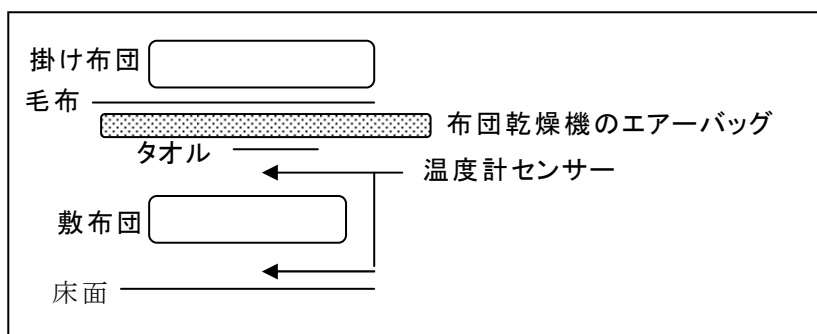 掛け布団
毛布
布団乾燥機のエアーバッグ
タオル
温度計センサー
敷布団
床面